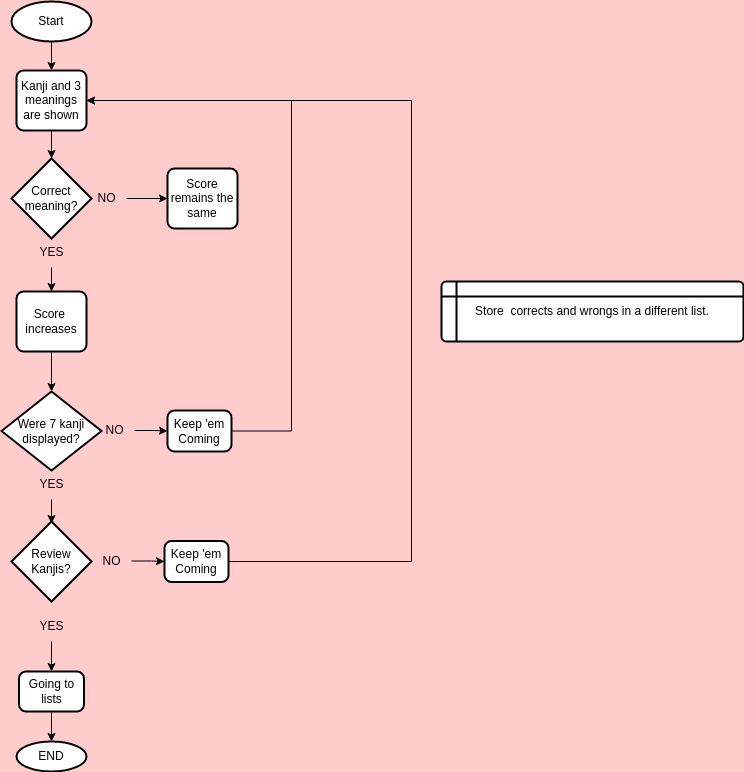 Start
Kanji and 3
meanings
are shown
Correct
meaning?
NO
Score
remains the
same
YES
Score
increases
Store  corrects and wrongs in a different list.
Were 7 kanji
displayed?
NO
Keep 'em
Coming
YES
Review
Kanjis?
NO
Keep 'em
Coming
YES
Going to
lists
END